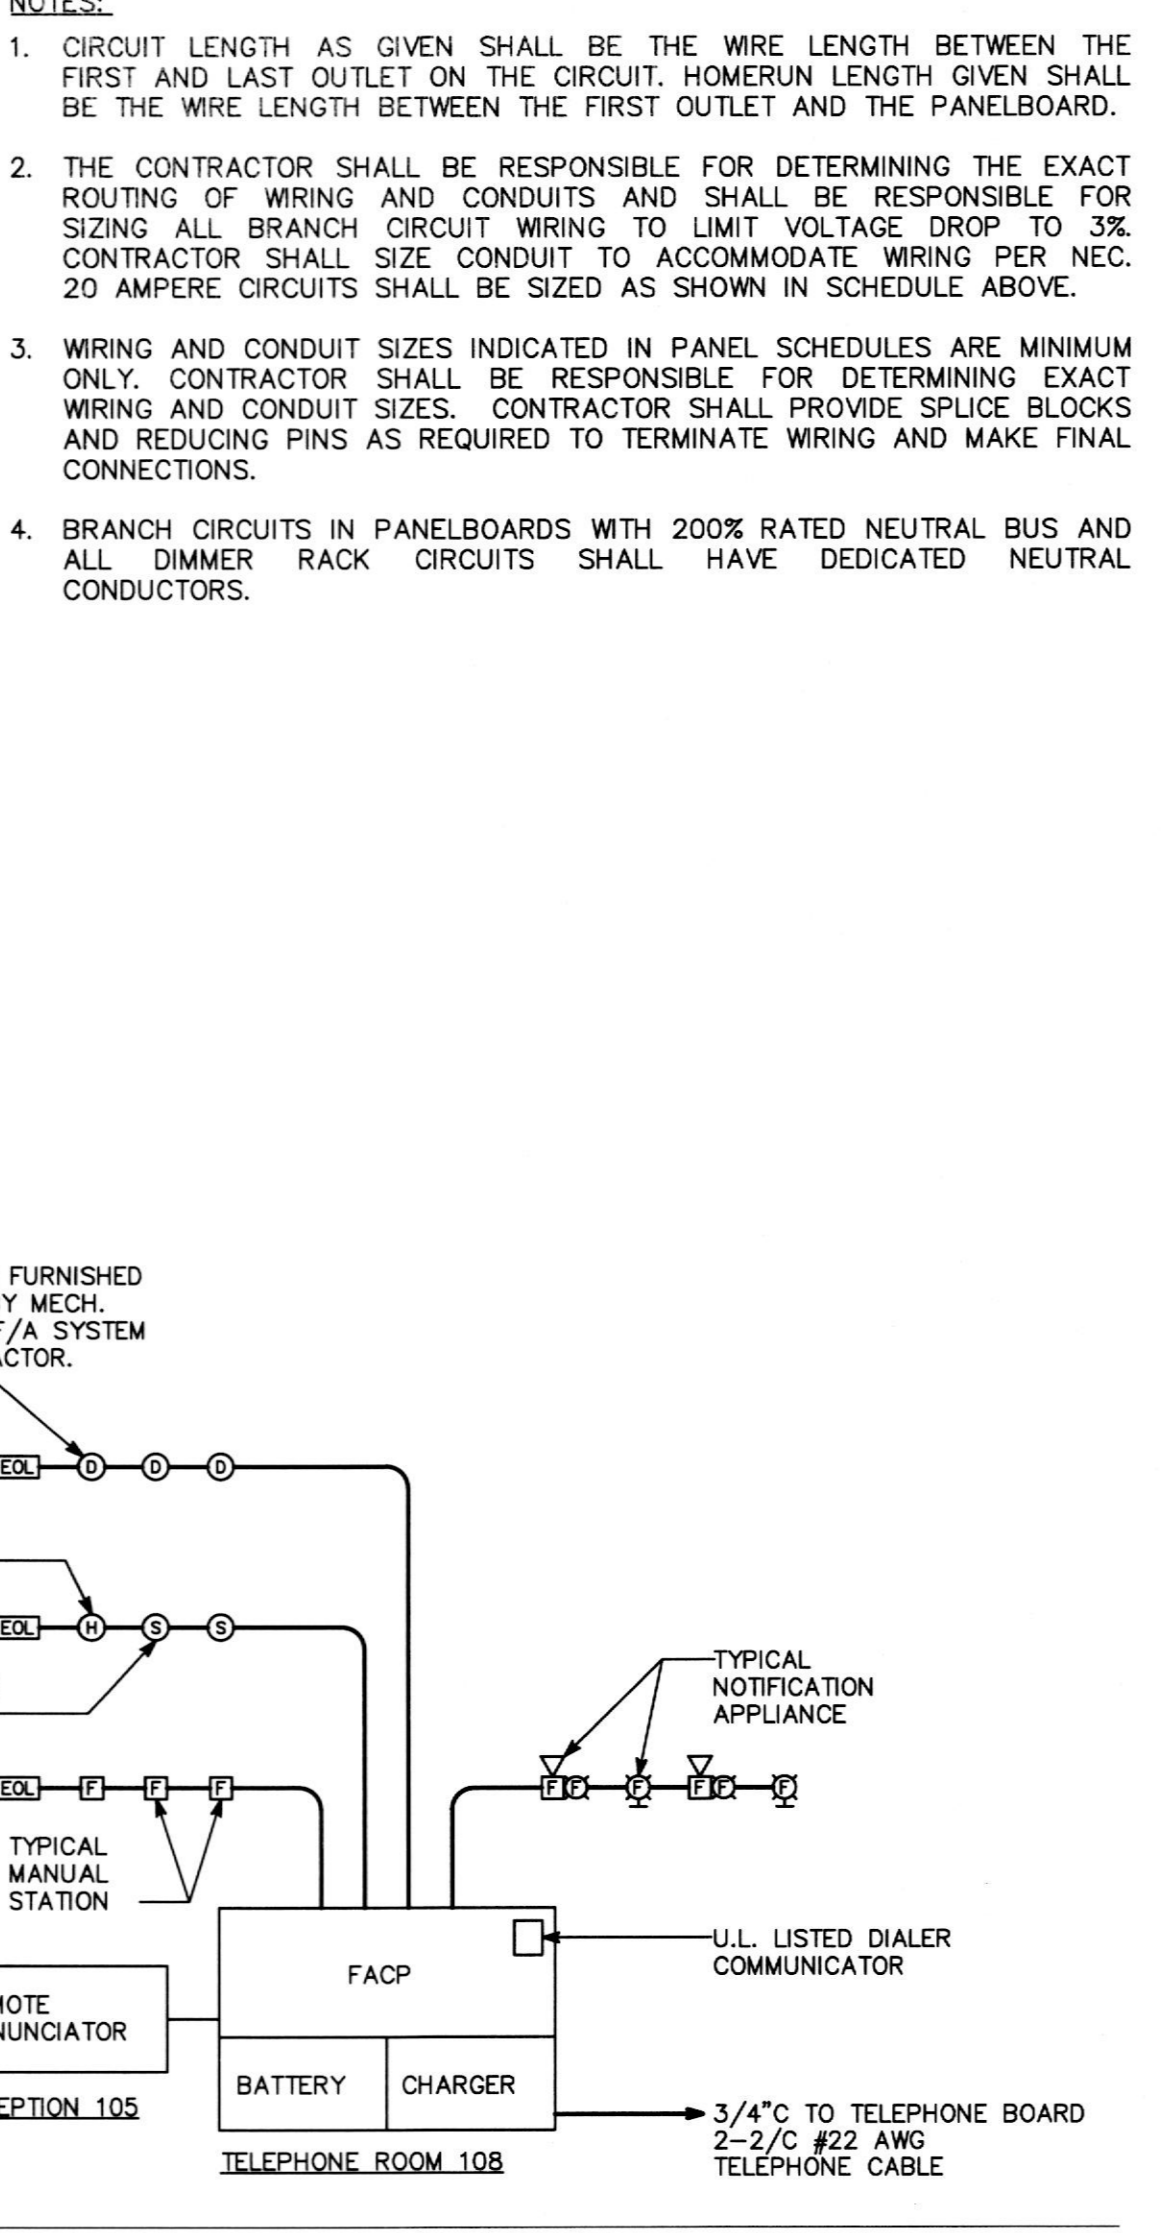 NOTES:
1. CIRCUIT LENGTH AS GIVEN SHALL BE THE WIRE LENGTH BETWEEN THE
FIRST AND LAST OUTLET ON THE CIRCUIT. HOMERUN LENGTH GIVEN SHALL
BE THE WIRE LENGTH BETWEEN THE FIRST OUTLET AND THE PANELBOARD.
2. THE CONTRACTOR SHALL BE RESPONSIBLE FOR DETERMINING THE EXACT
ROUTING OF WIRING AND CONDUITS AND SHALL BE RESPONSIBLE FOR
SIZING ALL BRANCH CIRCUIT WIRING TO LIMIT VOLTAGE DROP TO 3%.
CONTRACTOR SHALL SIZE CONDUIT TO ACCOMMODATE WIRING PER NEC.
20 AMPERE CIRCUITS SHALL BE SIZED AS SHOWN IN SCHEDULE ABOVE.
3. WIRING AND CONDUIT SIZES INDICATED IN PANEL SCHEDULES ARE MINIMUM
ONLY. CONTRACTOR SHALL BE RESPONSIBLE FOR DETERMINING EXACT
WIRING AND CONDUIT SIZES. CONTRACTOR SHALL PROVIDE SPLICE BLOCKS
AND REDUCING PINS AS REQUIRED TO TERMINATE WIRING AND MAKE FINAL
CONNECTIONS.
4. BRANCH CIRCUITS IN PANELBOARDS WITH 200% RATED NEUTRAL BUS AND
ALL DIMMER RACK CIRCUITS SHALL HAVE DEDICATED NEUTRAL
CONDUCTORS.
FURNISHED
Y MECH.
F/A SYSTEM
ACTOR.
EOL D D D
EOL H S S
TYPICAL
NOTIFICATION
APPLIANCE
EOL F F F
F F F F F F
TYPICAL
MANUAL
STATION
U.L. LISTED DIALER
COMMUNICATOR
FACP
MOTE
NUNCIATOR
BATTERY
CHARGER
EPTION 105
3/4"C TO TELEPHONE BOARD
2-2/C #22 AWG
TELEPHONE CABLE
TELEPHONE ROOM 108